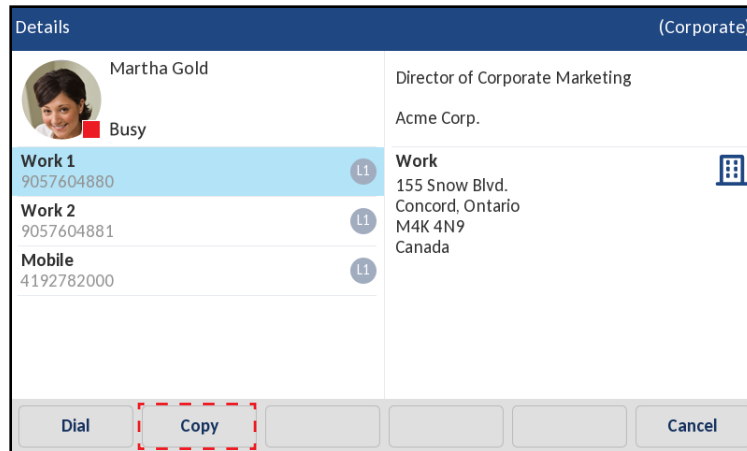 Details
(Corporate)
Martha Gold
Busy
Director of Corporate Marketing
Acme Corp.
Work 1
9057604880
L1
Work 2
9057604881
L1
Mobile
4192782000
L1
Work
155 Snow Blvd.
Concord, Ontario
M4K 4N9
Canada
Dial
Copy
Cancel